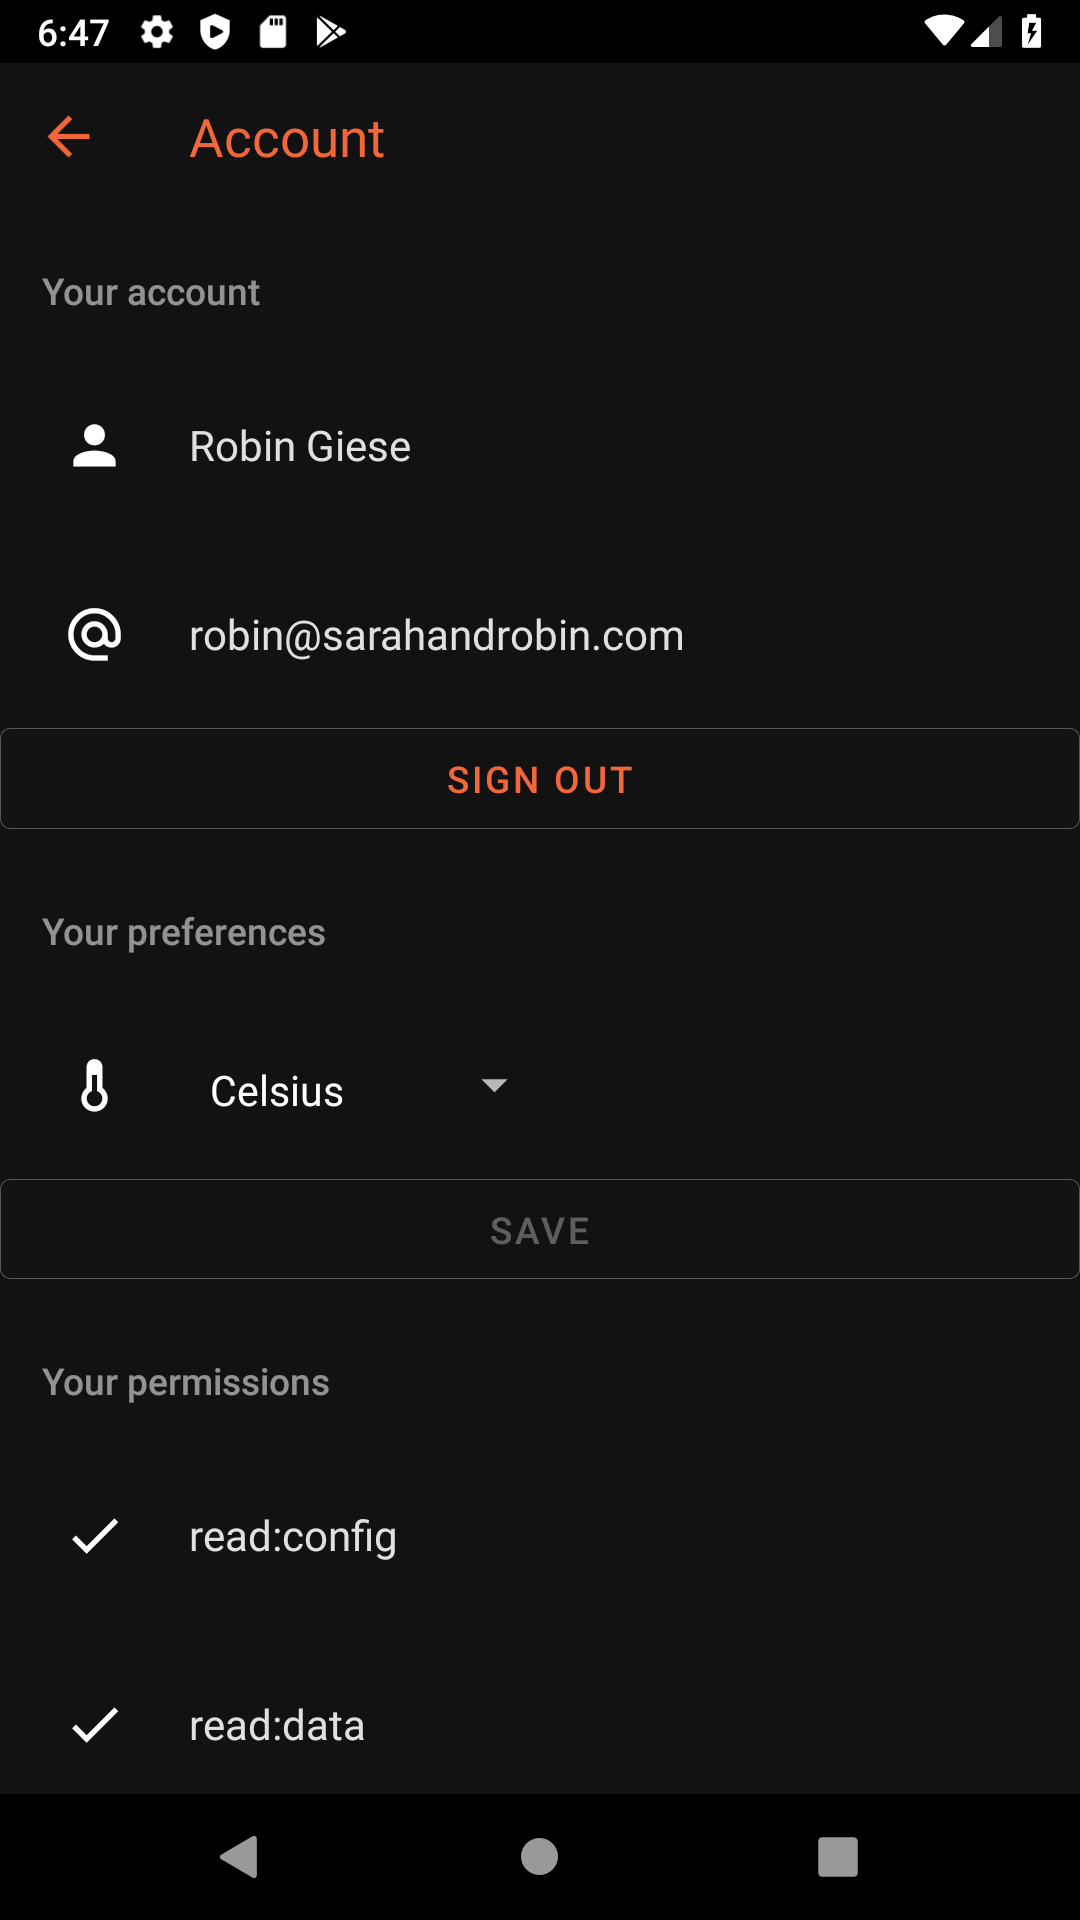 6:47
Account
Your account
Robin Giese
robin@sarahandrobin.com
SIGN OUT
Your preferences
Celsius
SAVE
Your permissions
read:config
read:data